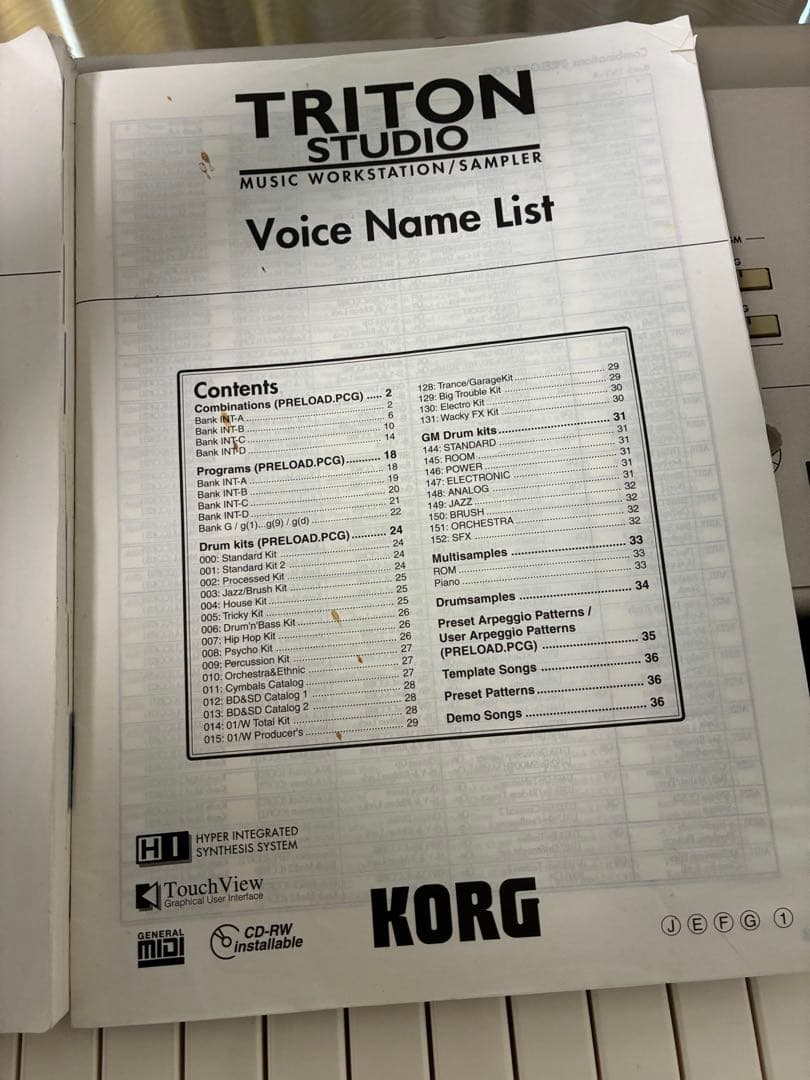 TRITON
STUDIO
MUSIC WORKSTATION/SAMPLER
Voice Name List
Contents
Combinations (PRELOAD.PCG) ..... 2
Bank INT-A ..... 2
Bank INT-B ..... 6
Bank INT-C ..... 10
Bank INT-D ..... 14
Programs (PRELOAD.PCG) ..... 18
Bank INT-A ..... 18
Bank INT-B ..... 19
Bank INT-C ..... 20
Bank INT-D ..... 21
Bank G / g(1)...g(9) / g(d) ..... 22
Drum kits (PRELOAD.PCG) ..... 24
000: Standard Kit ..... 24
001: Standard Kit 2 ..... 24
002: Processed Kit ..... 24
003: Jazz/Brush Kit ..... 25
004: House Kit ..... 25
005: Tricky Kit ..... 25
006: Drum'n'Bass Kit ..... 26
007: Hip Hop Kit ..... 26
008: Psycho Kit ..... 26
009: Percussion Kit ..... 27
010: Orchestra&Ethnic ..... 27
011: Cymbals Catalog ..... 27
012: BD&SD Catalog 1 ..... 28
013: BD&SD Catalog 2 ..... 28
014: 01/W Total Kit ..... 28
015: 01/W Producer's ..... 29
128: Trance/GarageKit ..... 29
129: Big Trouble Kit ..... 29
130: Electro Kit ..... 30
131: Wacky FX Kit ..... 30
GM Drum kits ..... 31
144: STANDARD ..... 31
145: ROOM ..... 31
146: POWER ..... 31
147: ELECTRONIC ..... 31
148: ANALOG ..... 31
149: JAZZ ..... 32
150: BRUSH ..... 32
151: ORCHESTRA ..... 32
152: SFX ..... 32
Multisamples ..... 33
ROM ..... 33
Piano ..... 33
Drumsamples ..... 34
Preset Arpeggio Patterns /
User Arpeggio Patterns
(PRELOAD.PCG) ..... 35
Template Songs ..... 36
Preset Patterns ..... 36
Demo Songs ..... 36
HI HYPER INTEGRATED
SYNTHESIS SYSTEM
TouchView
Graphical User Interface
GENERAL
MIDI
CD-RW
installable
KORG
J E F G 1